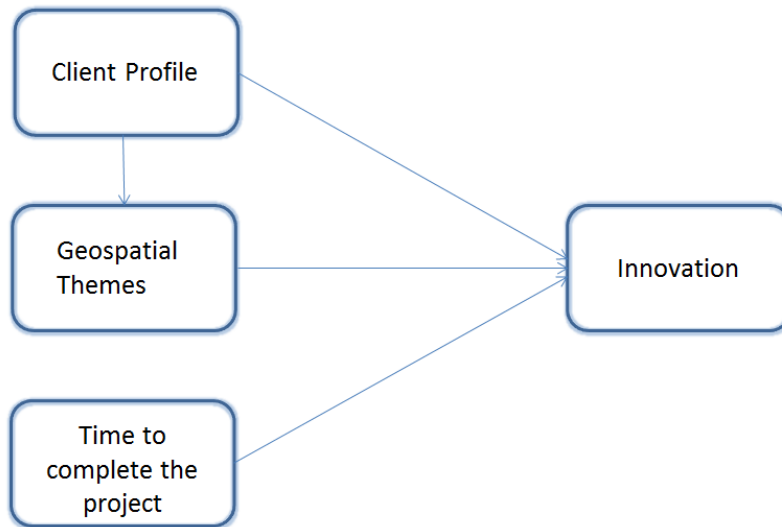 Client Profile
Geospatial
Themes
Innovation
Time to
complete the
project